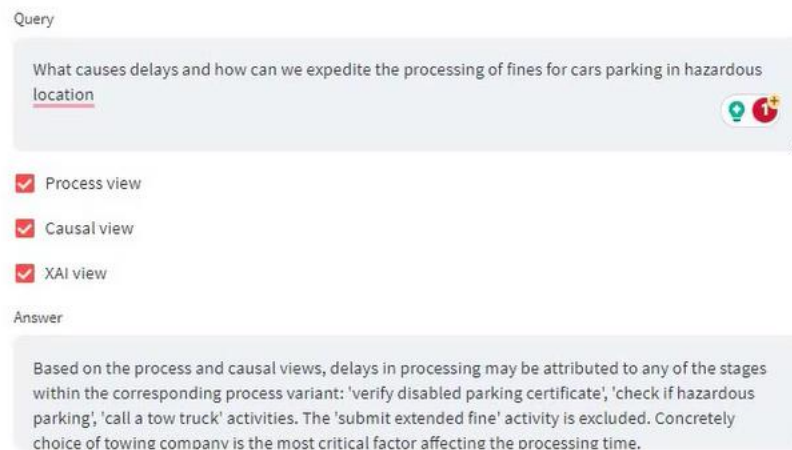 Query
What causes delays and how can we expedite the processing of fines for cars parking in hazardous
location
1
+
Process view
Causal view
XAI view
Answer
Based on the process and causal views, delays in processing may be attributed to any of the stages
within the corresponding process variant: 'verify disabled parking certificate', 'check if hazardous
parking', 'call a tow truck' activities. The 'submit extended fine' activity is excluded. Concretely
choice of towing company is the most critical factor affecting the processing time.